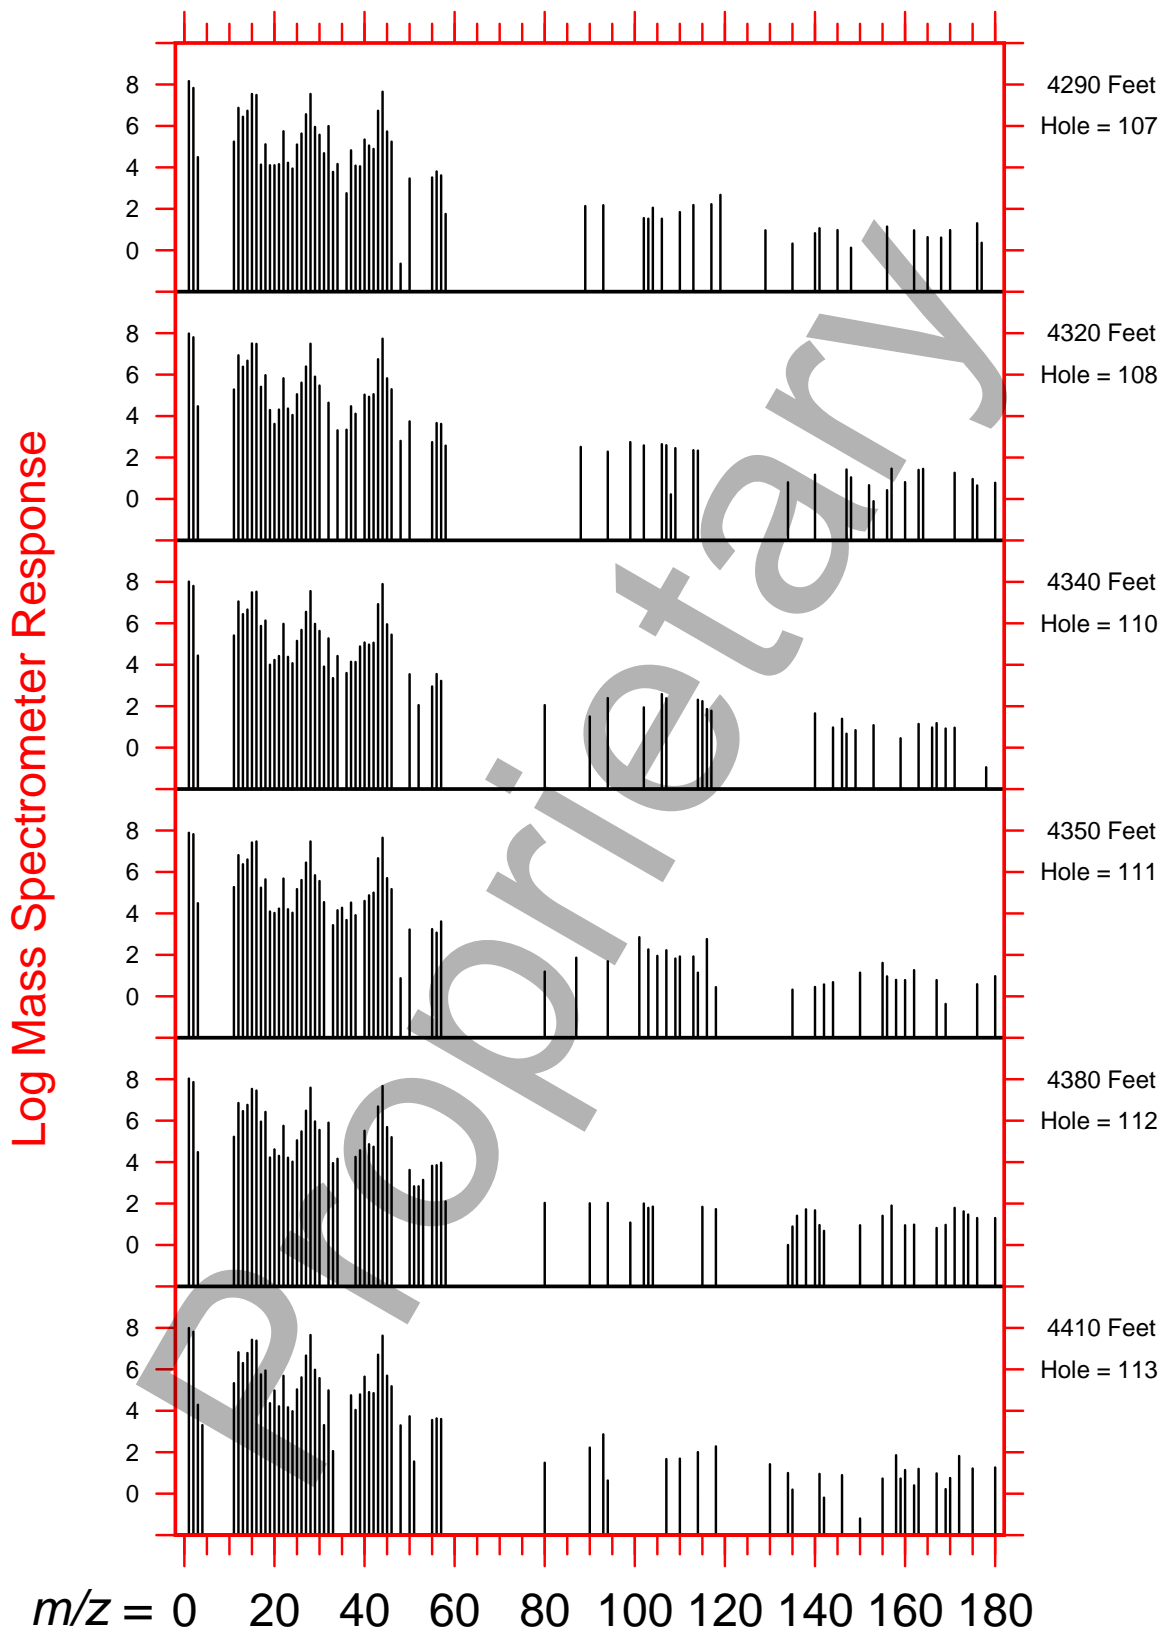 8
6
4
2
0
4290 Feet
Hole = 107
8
6
4
2
0
4320 Feet
Hole = 108
8
6
4
2
0
4340 Feet
Hole = 110
8
6
4
2
0
4350 Feet
Hole = 111
8
6
4
2
0
4380 Feet
Hole = 112
8
6
4
2
0
4410 Feet
Hole = 113
Log Mass Spectrometer Response
Proprietary
m/z = 0 20 40 60 80 100 120 140 160 180